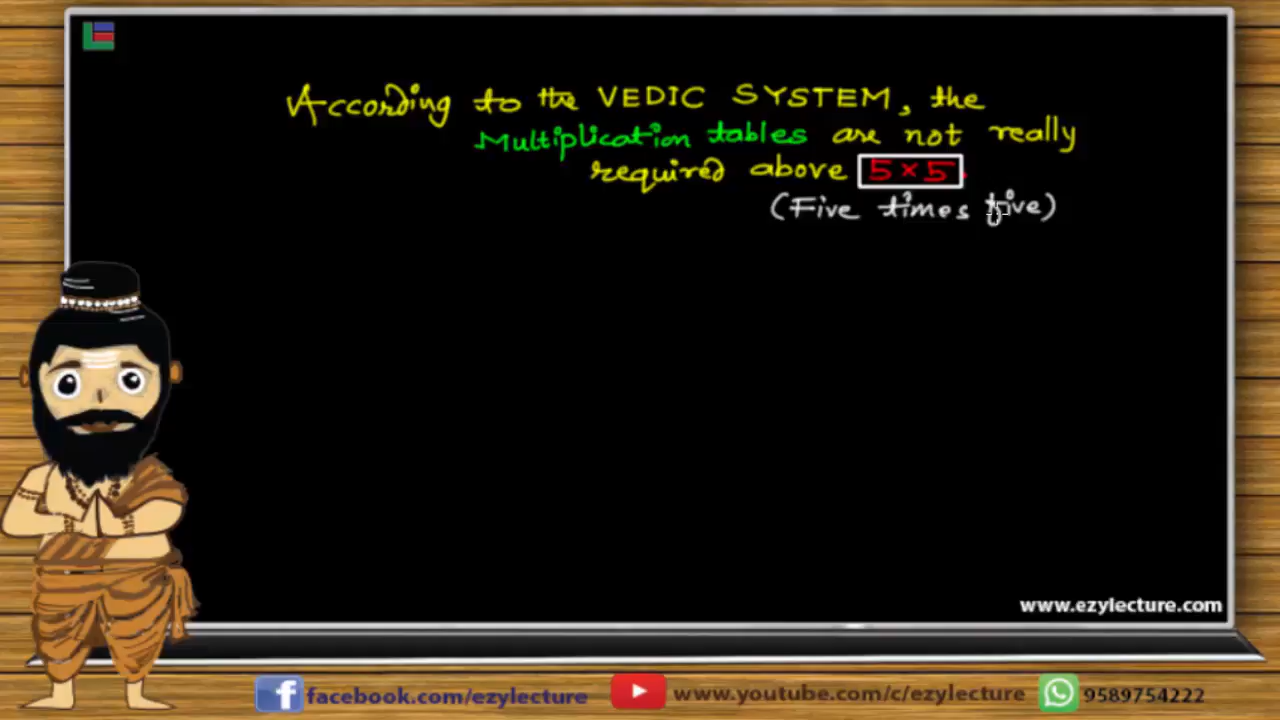 According to the VEDIC SYSTEM, the
Multiplication tables are not really
required above 5×5.
(Five times five)
www.ezylecture.com
facebook.com/ezylecture
www.youtube.com/c/ezylecture
9589754222